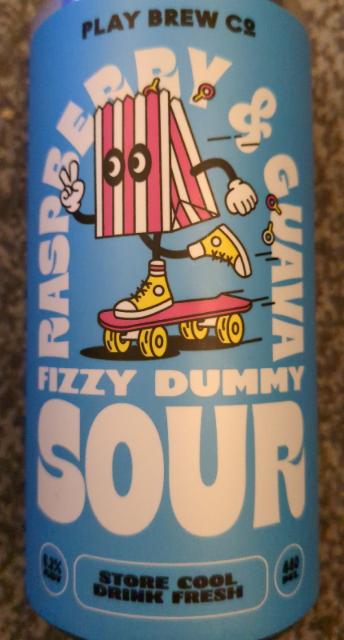 PLAY BREW CO
RASPBERRY & GUAVA
FIZZY DUMMY
SOUR
STORE COOL
DRINK FRESH